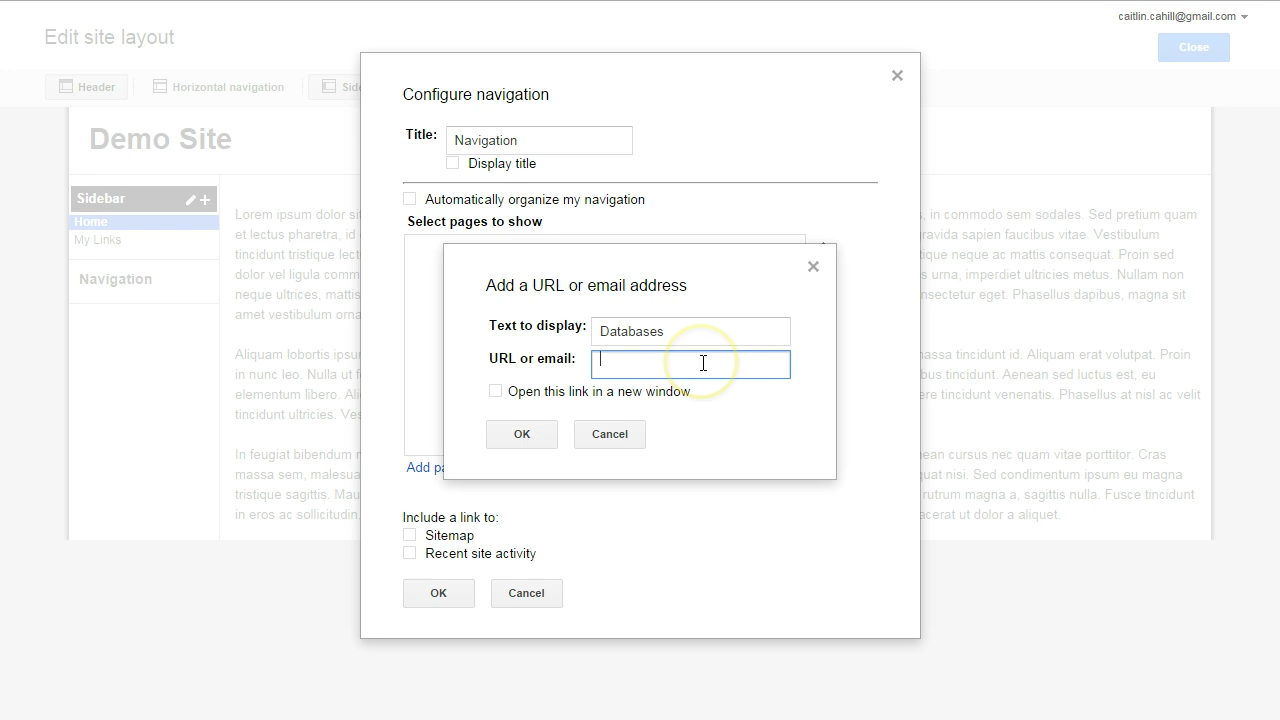 caitlin.cahill@gmail.com
Edit site layout
Close
Header
Horizontal navigation
Side
Demo Site
Sidebar
Home
My Links
Navigation
Configure navigation
Title: Navigation
Display title
Automatically organize my navigation
Select pages to show
Add a URL or email address
Text to display: Databases
URL or email:
Open this link in a new window
OK
Cancel
Add pa
Include a link to:
Sitemap
Recent site activity
OK
Cancel
Lorem ipsum dolor sit
et lectus pharetra, id
tincidunt tristique lect
dolor vel ligula comm
neque ultrices, mattis
amet vestibulum orna
Aliquam lobortis ipsu
in nunc leo. Nulla ut f
elementum libero. Ali
tincidunt ultricies. Ves
In feugiat bibendum r
massa sem, malesua
tristique sagittis. Mau
in eros ac sollicitudin.
, in commodo sem sodales. Sed pretium quam
ravida sapien faucibus vitae. Vestibulum
tique neque ac mattis consequat. Proin sed
s urna, imperdiet ultricies metus. Nullam non
nsectetur eget. Phasellus dapibus, magna sit
massa tincidunt id. Aliquam erat volutpat. Proin
bus tincidunt. Aenean sed luctus est, eu
ere tincidunt venenatis. Phasellus at nisl ac velit
ean cursus nec quam vitae porttitor. Cras
quat nisi. Sed condimentum ipsum eu magna
rutrum magna a, sagittis nulla. Fusce tincidunt
acerat ut dolor a aliquet.